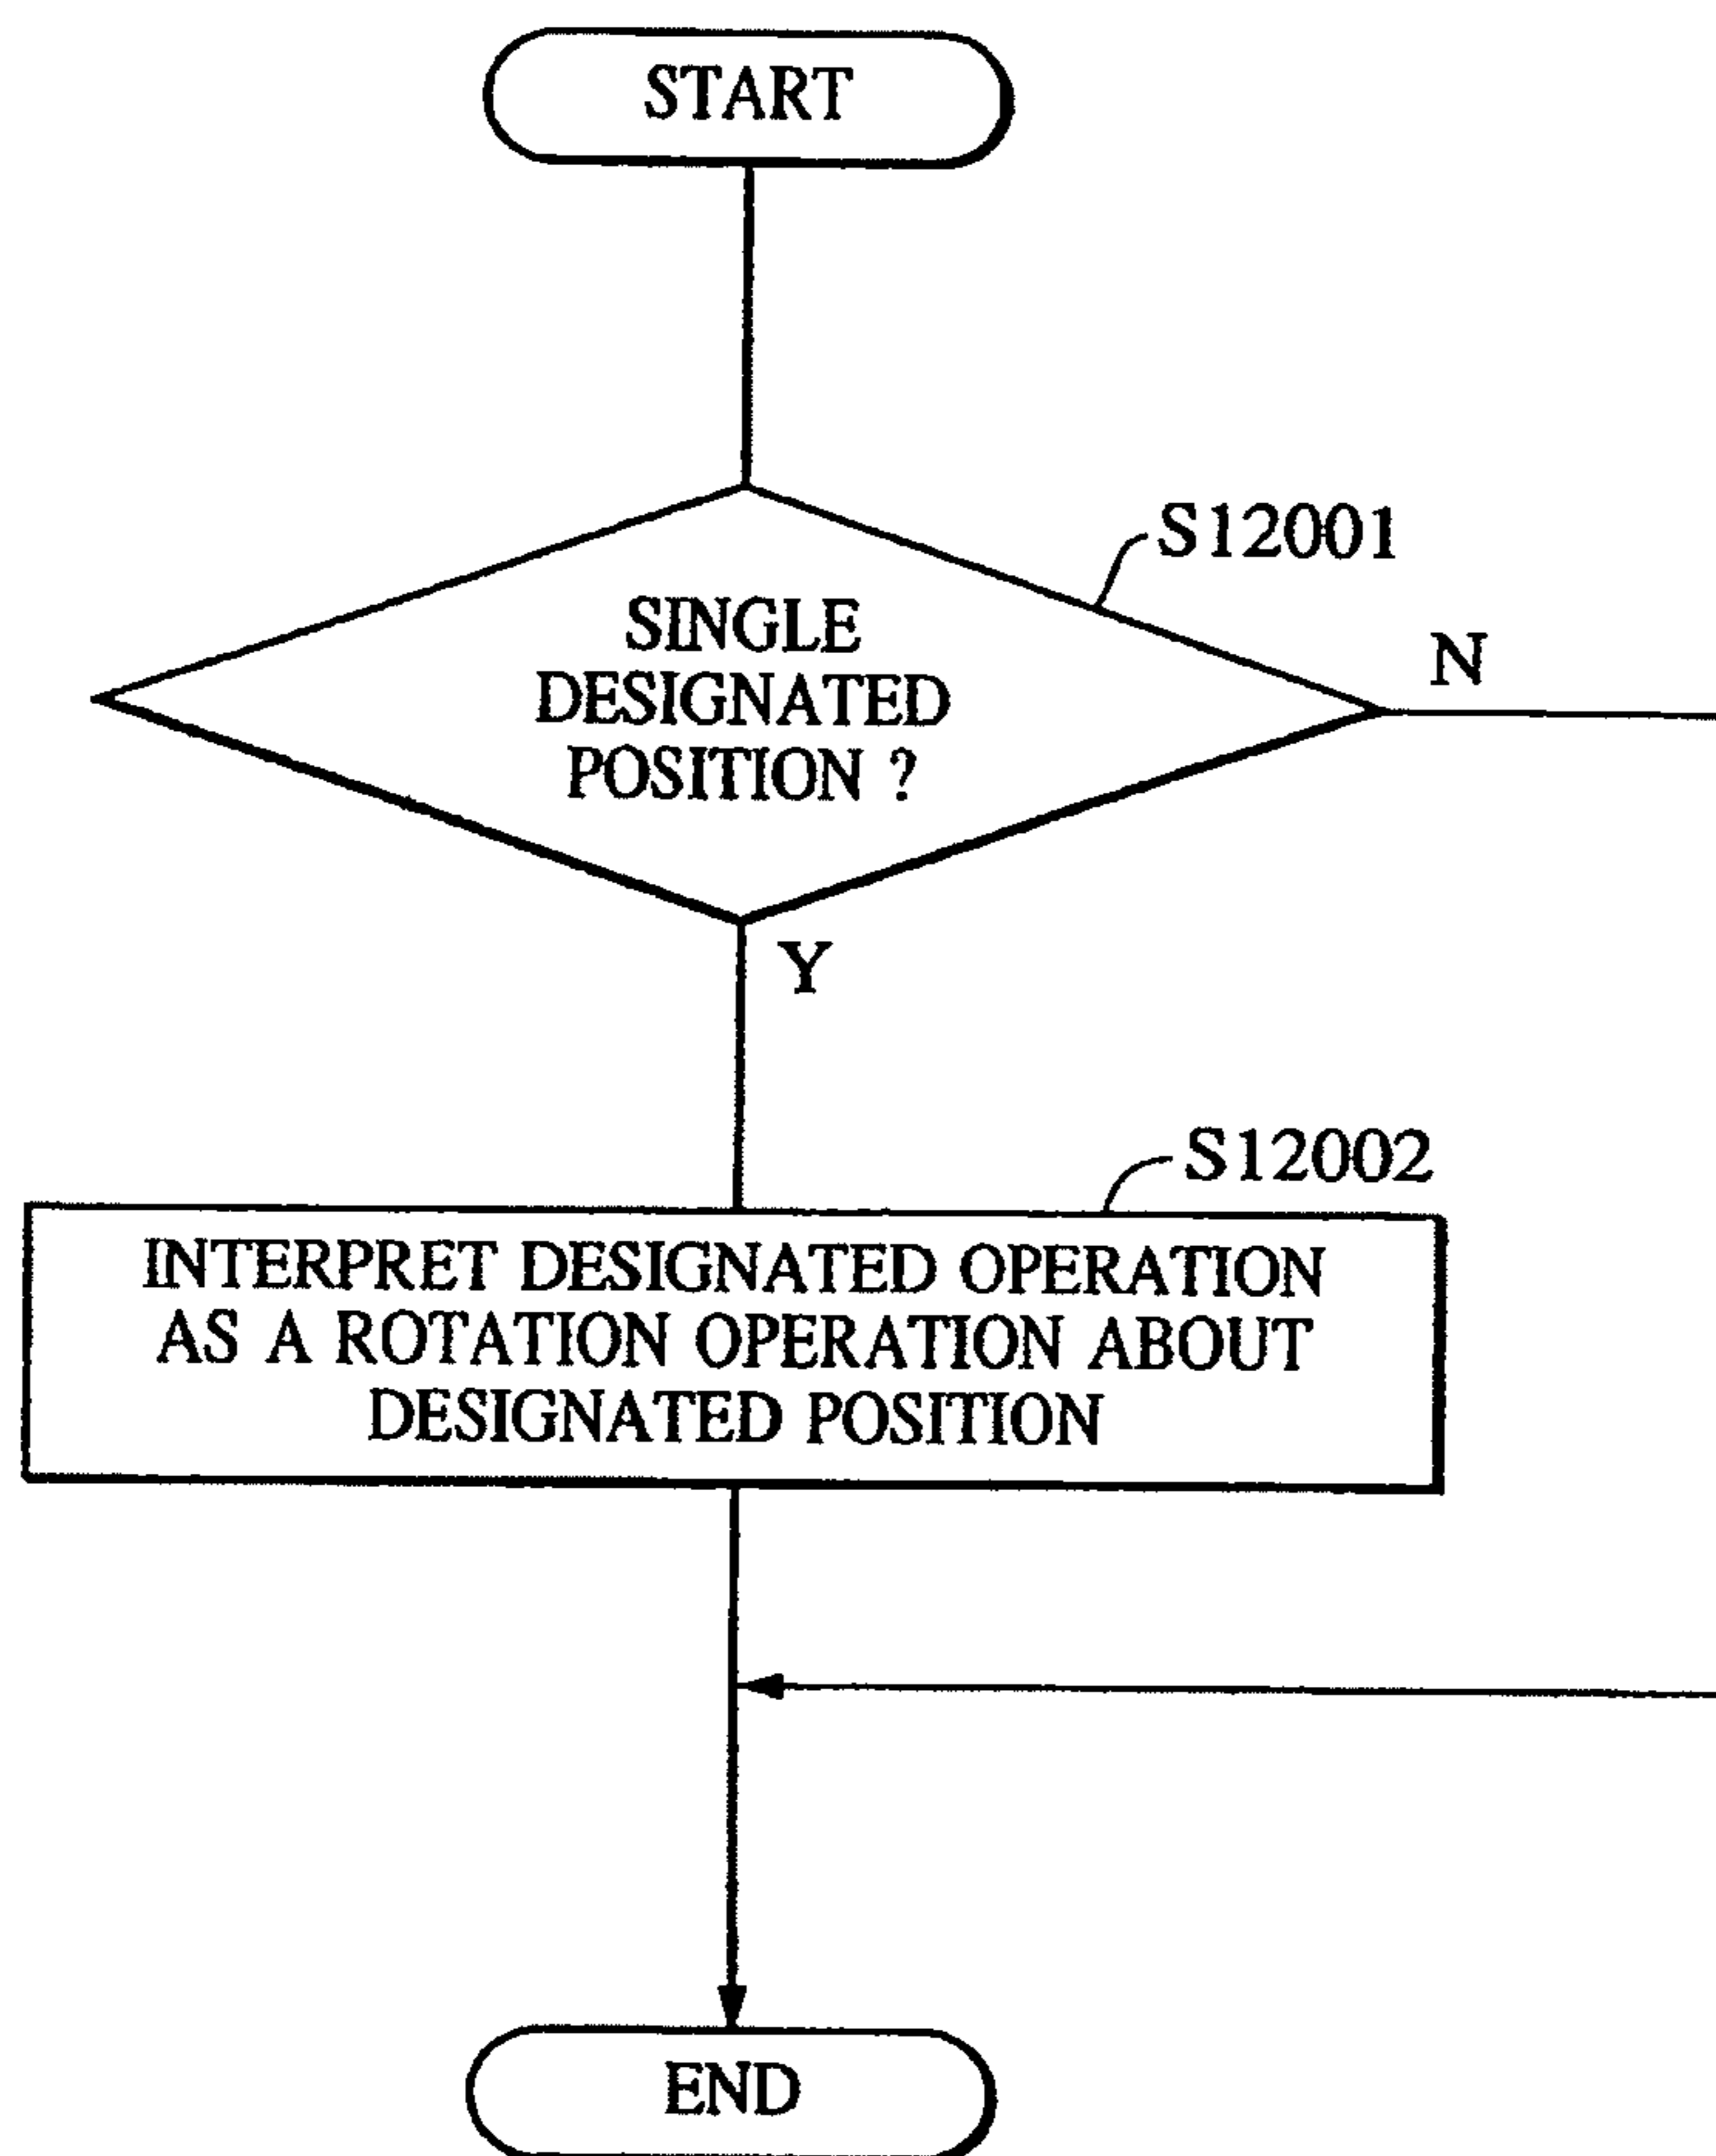 START
S12001
SINGLE
DESIGNATED
POSITION ?
N
Y
S12002
INTERPRET DESIGNATED OPERATION
AS A ROTATION OPERATION ABOUT
DESIGNATED POSITION
END